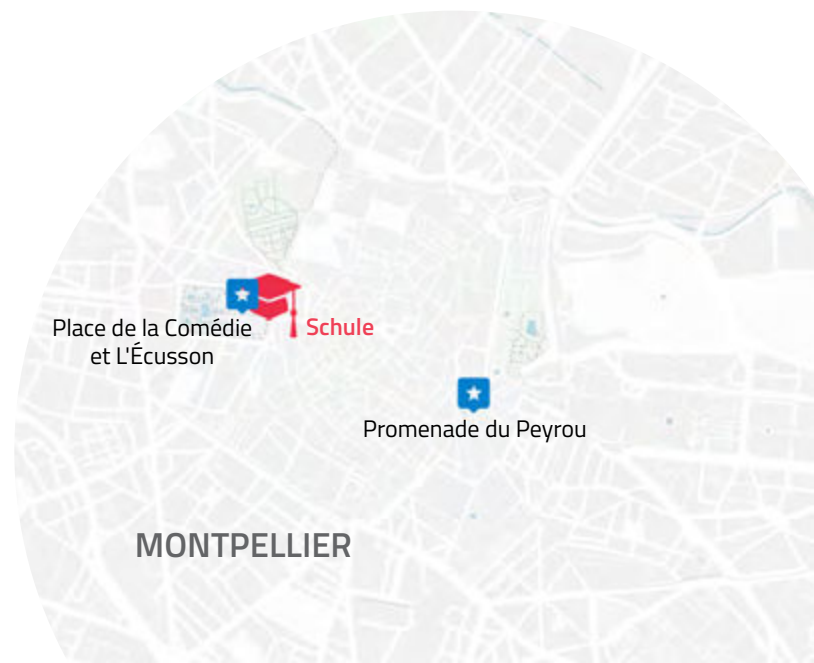 Place de la Comédie
et L'Écusson
Schule
Promenade du Peyrou
MONTPELLIER